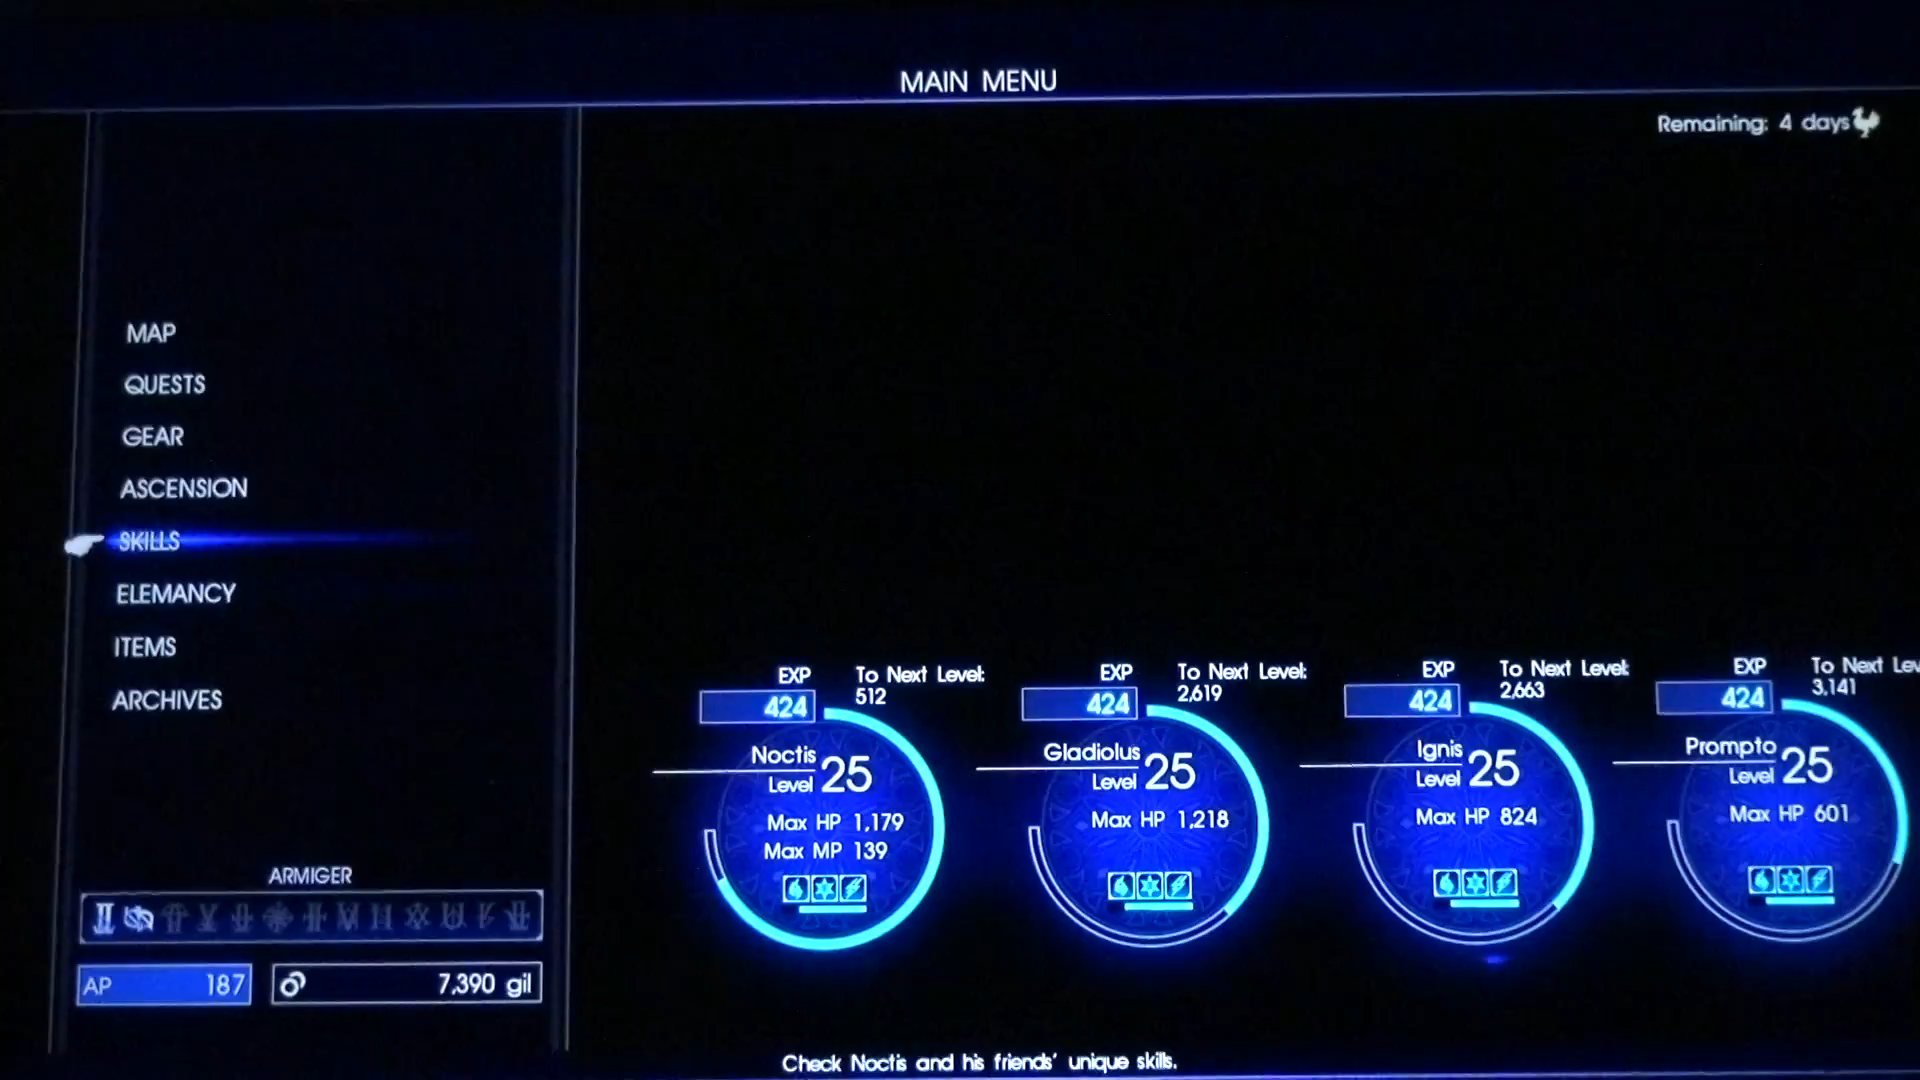 MAIN MENU
Remaining: 4 days
MAP
QUESTS
GEAR
ASCENSION
SKILLS
ELEMANCY
ITEMS
ARCHIVES
ARMIGER
AP 187
7,390 gil
EXP
424
To Next Level:
512
Noctis
Level 25
Max HP 1,179
Max MP 139
EXP
424
To Next Level:
2,619
Gladiolus
Level 25
Max HP 1,218
EXP
424
To Next Level:
2,663
Ignis
Level 25
Max HP 824
EXP
424
To Next Lev
3,141
Prompto
Level 25
Max HP 601
Check Noctis and his friends' unique skills.